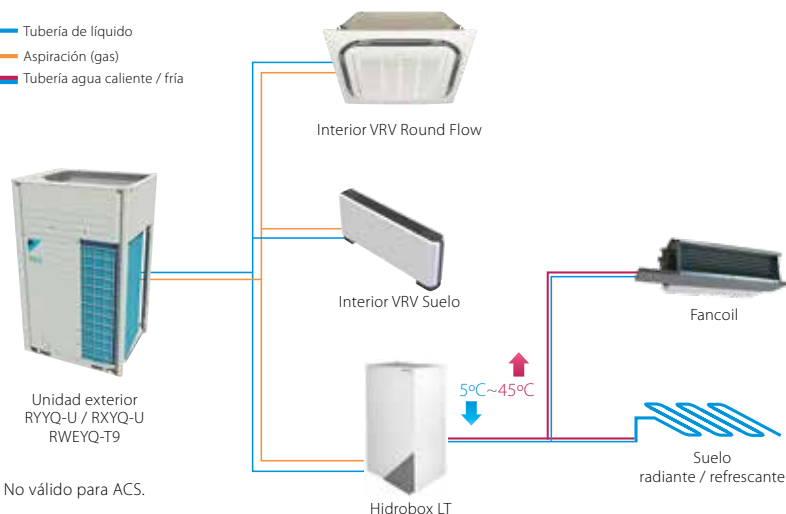 Tubería de líquido
Aspiración (gas)
Tubería agua caliente / fría
Interior VRV Round Flow
Interior VRV Suelo
Fancoil
5ºC~45ºC
Unidad exterior
RYYQ-U / RXYQ-U
RWEYQ-T9
Suelo
radiante / refrescante
No válido para ACS.
Hidrobox LT